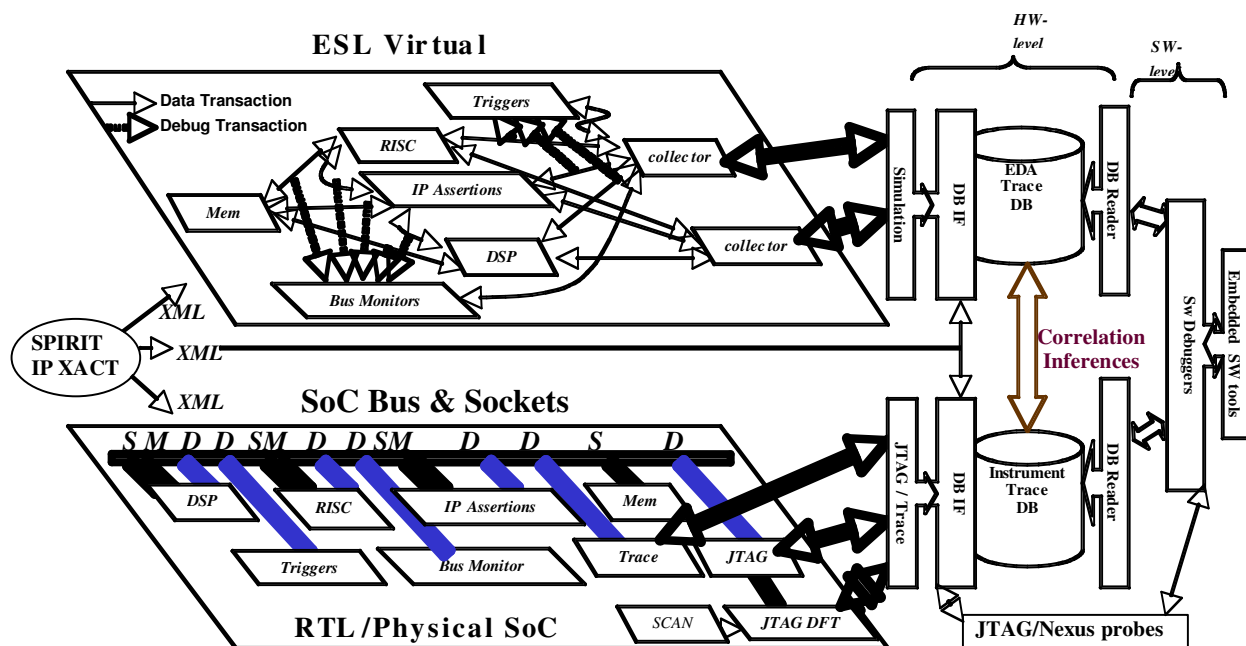 ESL Virtual
HW-
level
SW-
level
Data Transaction
Debug Transaction
Triggers
RISC
collector
IP Assertions
Mem
DSP
collector
Bus Monitors
Simulation
DB IF
EDA
Trace
DB
DB Reader
Sw Debuggers
Embedded SW tools
XML
SPIRIT
IP XACT
XML
XML
Correlation
Inferences
SoC Bus & Sockets
S M D D SM D D SM D D S D
DSP
RISC
IP Assertions
Mem
Triggers
Bus Monitor
Trace
JTAG
JTAG / Trace
DB IF
Instrument
Trace
DB
DB Reader
RTL/Physical SoC
SCAN
JTAG DFT
JTAG/Nexus probes